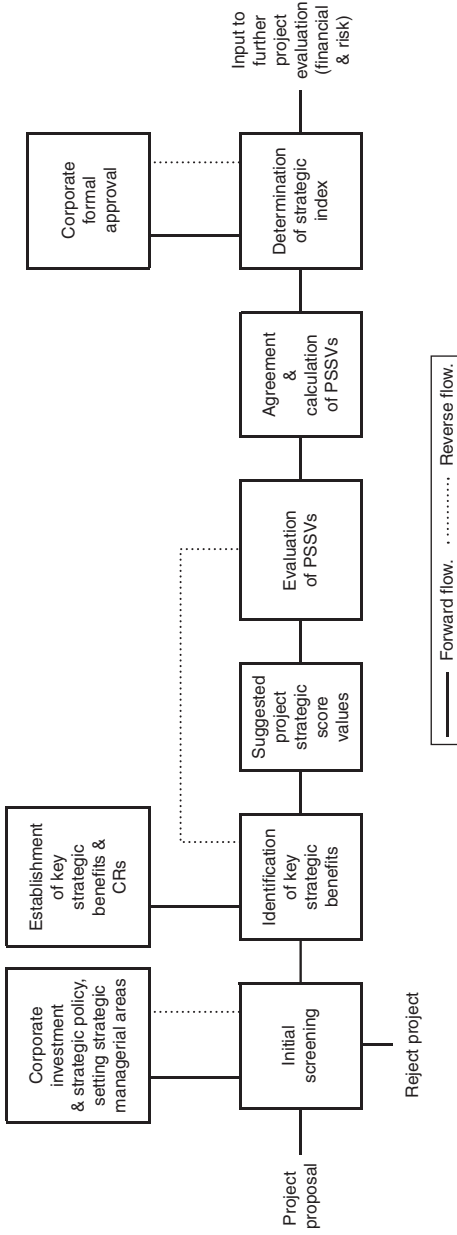 Corporate
investment
& strategic policy,
setting strategic
managerial areas
Establishment
of key
strategic
benefits &
CRs
Corporate
formal
approval
Project
proposal
Initial
screening
Identification
of key
strategic
benefits
Suggested
project
strategic
score
values
Evaluation
of PSSVs
Agreement
&
calculation
of PSSVs
Determination
of strategic
index
Input to
further
project
evaluation
(financial
& risk)
Reject project
Forward flow. Reverse flow.